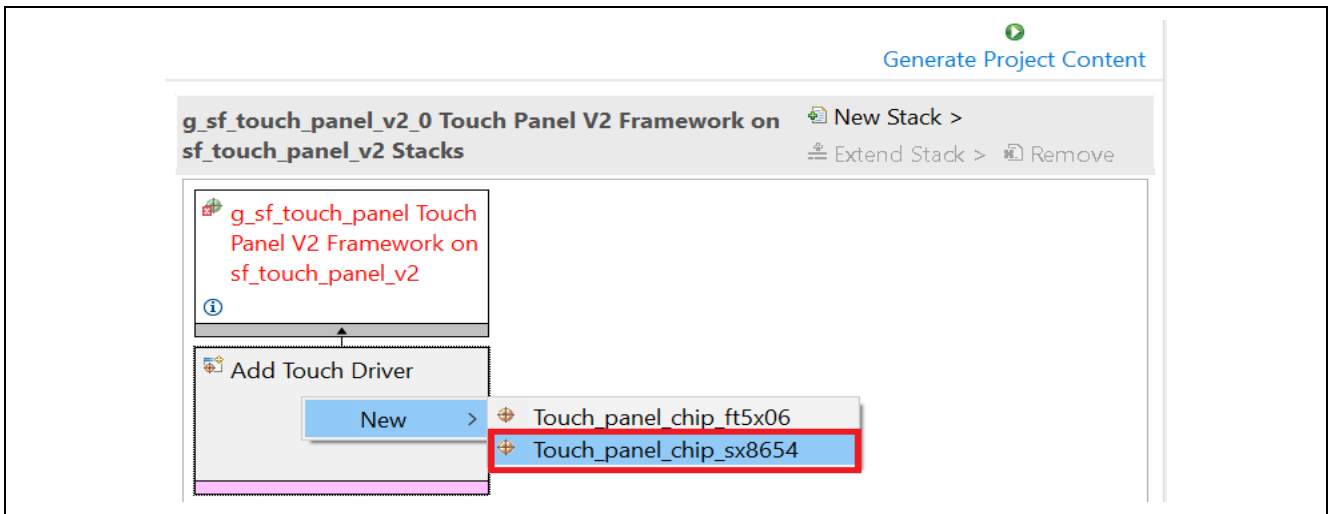 Generate Project Content
g_sf_touch_panel_v2_0 Touch Panel V2 Framework on
sf_touch_panel_v2 Stacks
New Stack >
Extend Stack > Remove
g_sf_touch_panel Touch
Panel V2 Framework on
sf_touch_panel_v2
Add Touch Driver
New >
Touch_panel_chip_ft5x06
Touch_panel_chip_sx8654